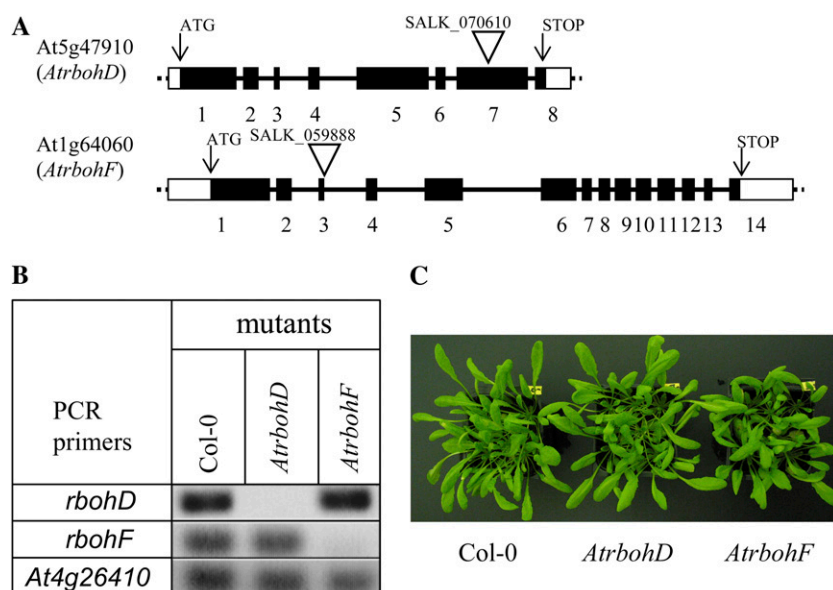 A
At5g47910
(AtrbohD)
ATG
SALK_070610
STOP
1 2 3 4 5 6 7 8
At1g64060
(AtrbohF)
ATG
SALK_059888
STOP
1 2 3 4 5 6 7 8 9 10 11 12 13 14
B
mutants
PCR
primers
Col-0
AtrbohD
AtrbohF
rbohD
rbohF
At4g26410
C
Col-0 AtrbohD AtrbohF